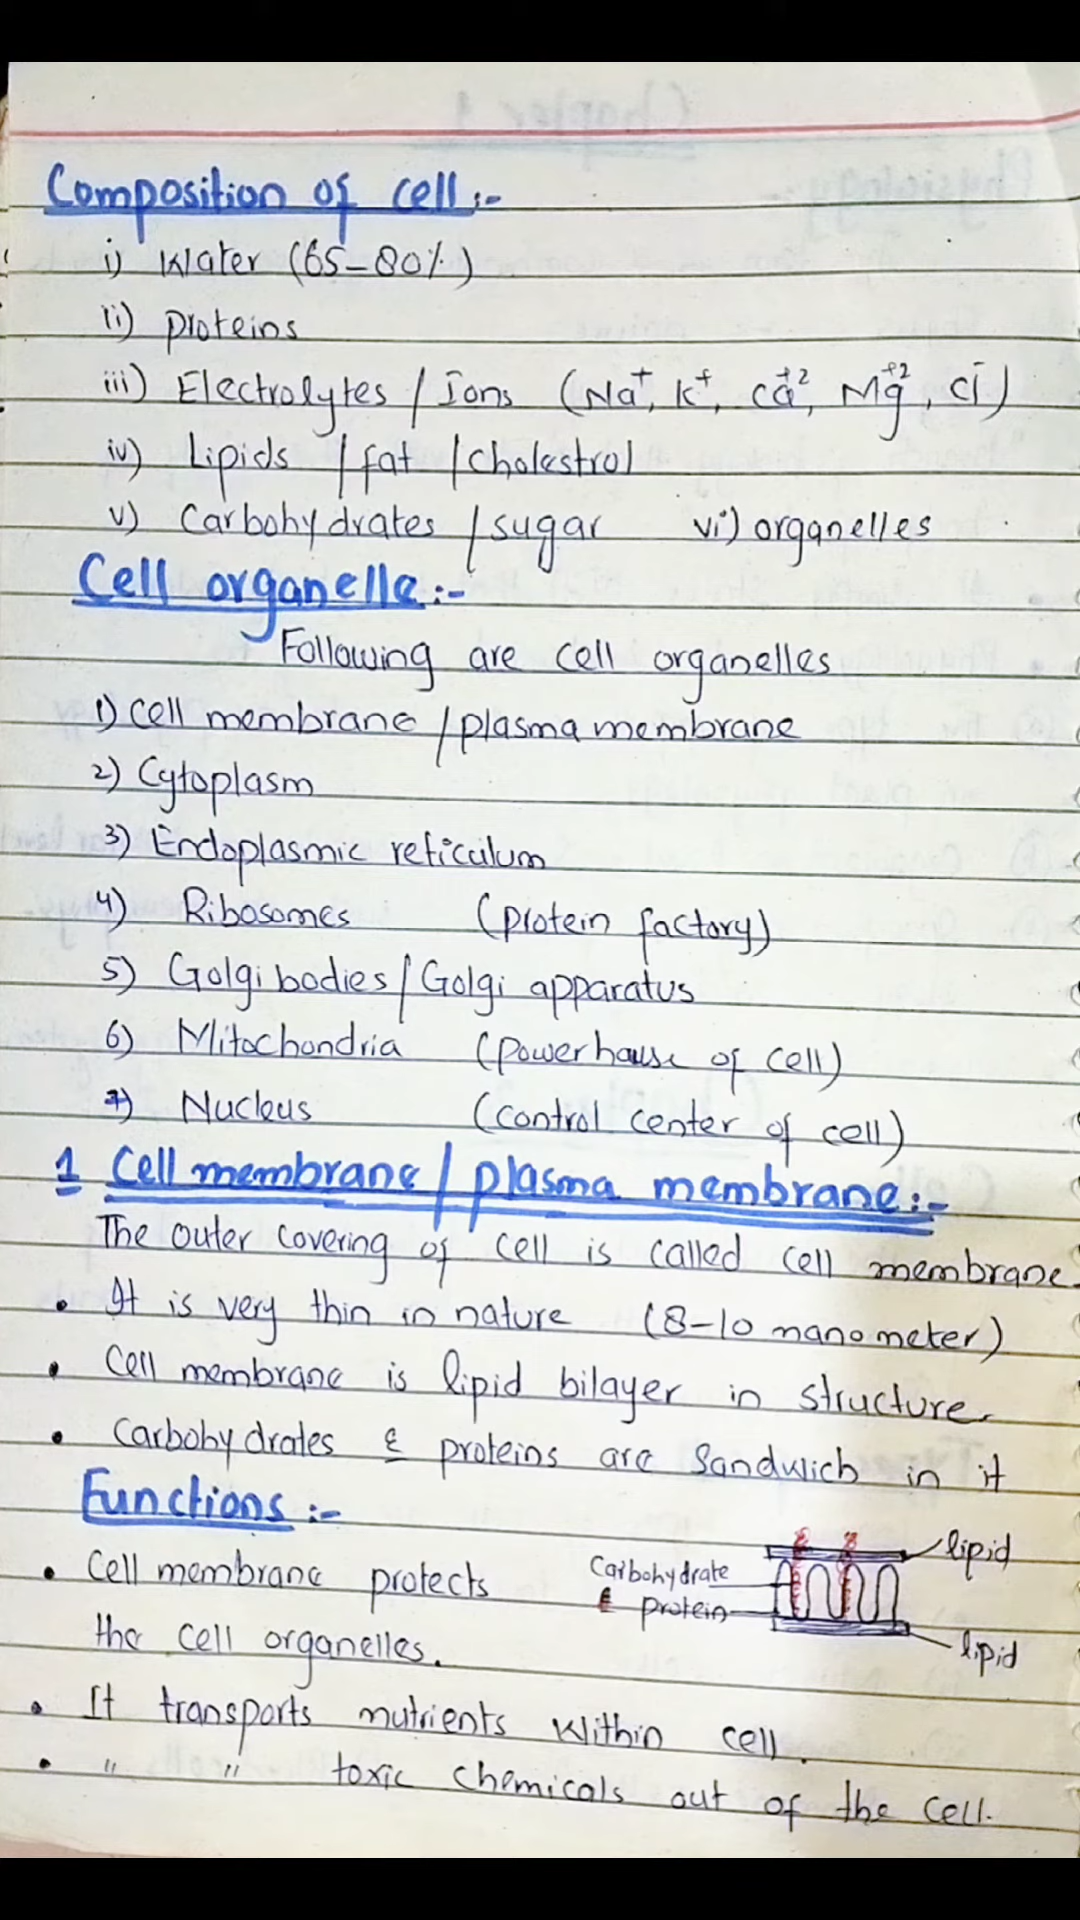 Composition of cell:-
i) Water (65-80%)
ii) proteins
iii) Electrolytes / Ions (Na⁺, K⁺, Ca⁺², Mg⁺², Cl⁻)
iv) Lipids /fat /cholestrol
v) Carbohydrates /sugar vi) organelles
Cell organelle:-
Following are cell organelles
1) Cell membrane /plasma membrane
2) Cytoplasm
3) Endoplasmic reticulum
4) Ribosomes (protein factory)
5) Golgi bodies / Golgi apparatus
6) Mitochondria (powerhouse of cell)
7) Nucleus (control center of cell)
1 Cell membrane / plasma membrane:-
The outer covering of cell is called cell membrane.
• It is very thin in nature (8-10 nanometer)
• Cell membrane is lipid bilayer in structure.
• Carbohydrates & proteins are Sandwich in it
Functions :-
lipid
• Cell membrane protects
Carbohydrate
& protein
the cell organelles.
lipid
• It transports nutrients within cell.
• " " toxic chemicals out of the cell.